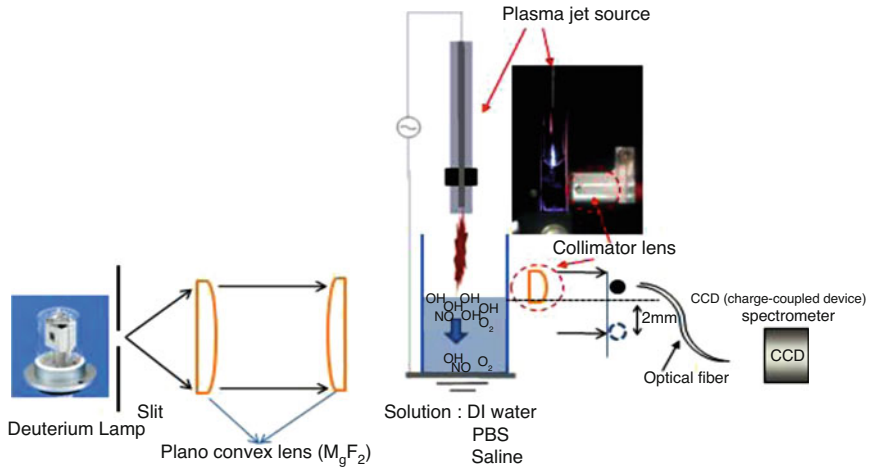 Plasma jet source
Collimator lens
OH OH
OH OH
NO OH
O2
OH
NO O2
2mm
CCD (charge-coupled device)
spectrometer
CCD
Optical fiber
Slit
Deuterium Lamp
Plano convex lens (MgF2)
Solution : DI water
PBS
Saline